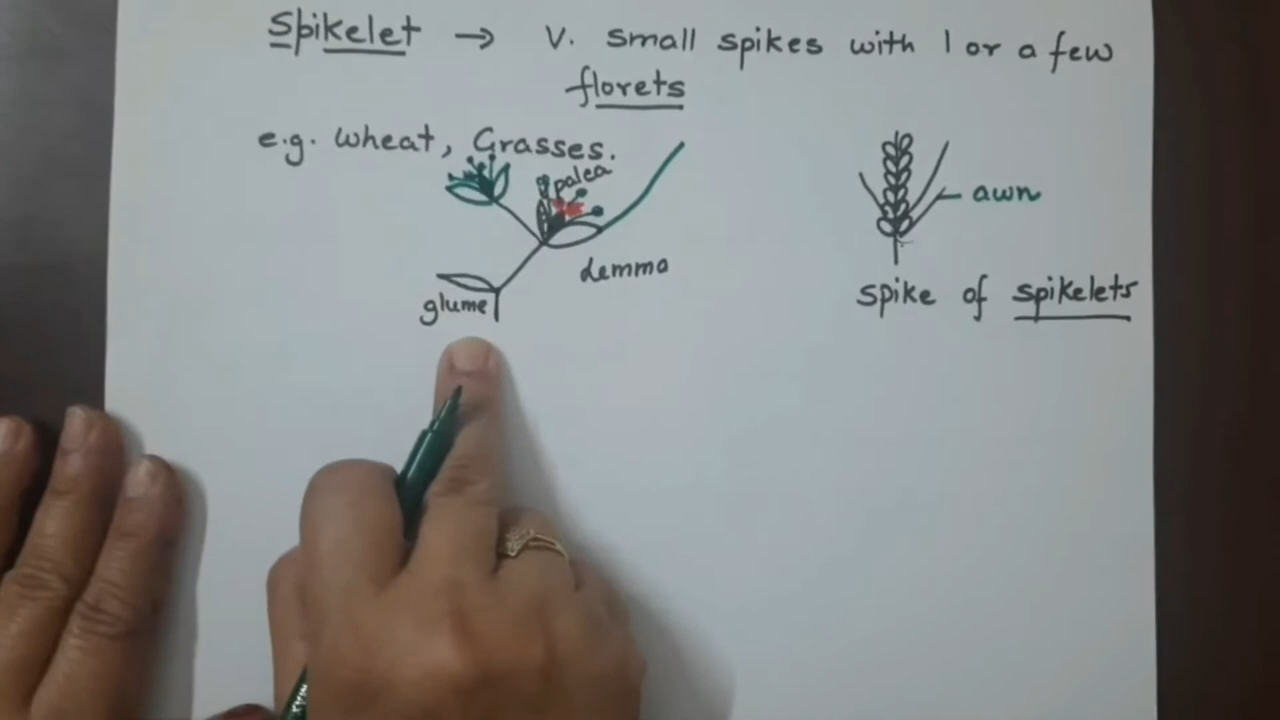 Spikelet → V. small spikes with 1 or a few
florets
e.g. wheat, Grasses.
palea
awn
Lemma
glume
spike of spikelets